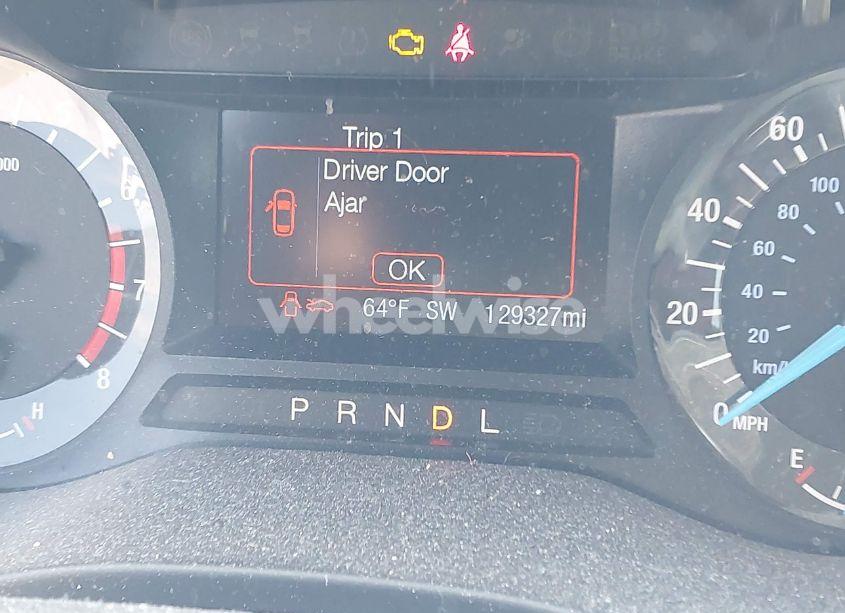 Trip 1
Driver Door
Ajar
OK
64°F SW 129327mi
wheelwise
P R N D L
000
6
7
8
H
60
40
20
0 MPH
100
80
60
40
20
km/
E